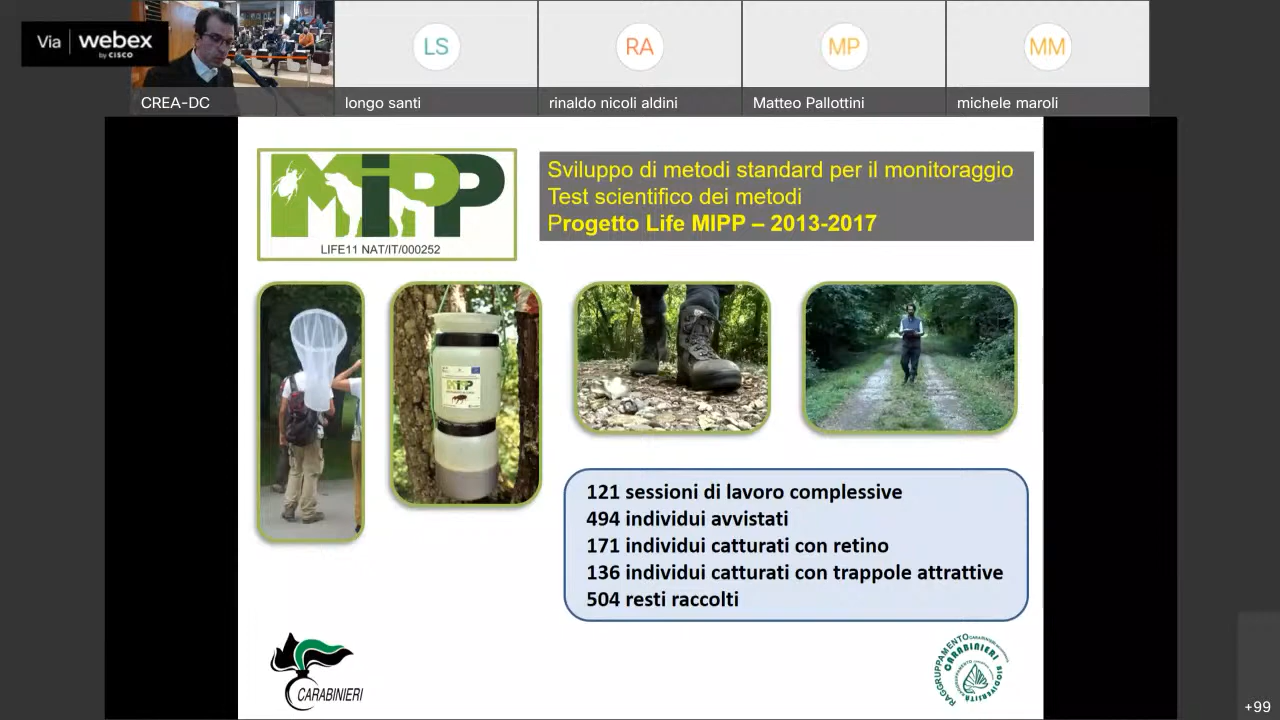 Via webex
by CISCO
LS
RA
MP
MM
CREA-DC
longo santi
rinaldo nicoli aldini
Matteo Pallottini
michele maroli
MiPP
LIFE11 NAT/IT/000252
Sviluppo di metodi standard per il monitoraggio
Test scientifico dei metodi
Progetto Life MIPP – 2013-2017
MiPP
121 sessioni di lavoro complessive
494 individui avvistati
171 individui catturati con retino
136 individui catturati con trappole attrattive
504 resti raccolti
CARABINIERI
RAGGRUPPAMENTO
CARABINIERI
BIODIVERSITÀ
+99